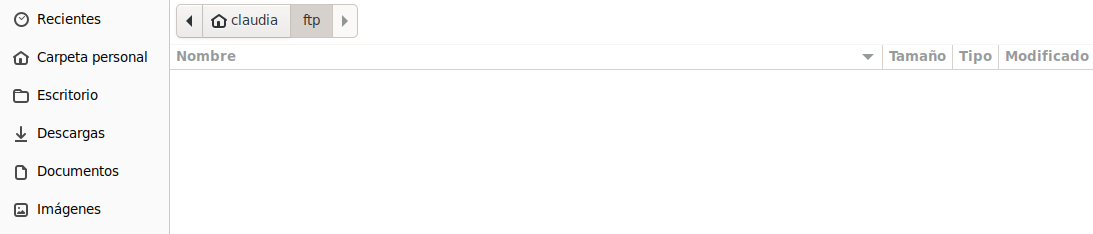 Recientes
Carpeta personal
Escritorio
Descargas
Documentos
Imágenes
claudia ftp
Nombre Tamaño Tipo Modificado